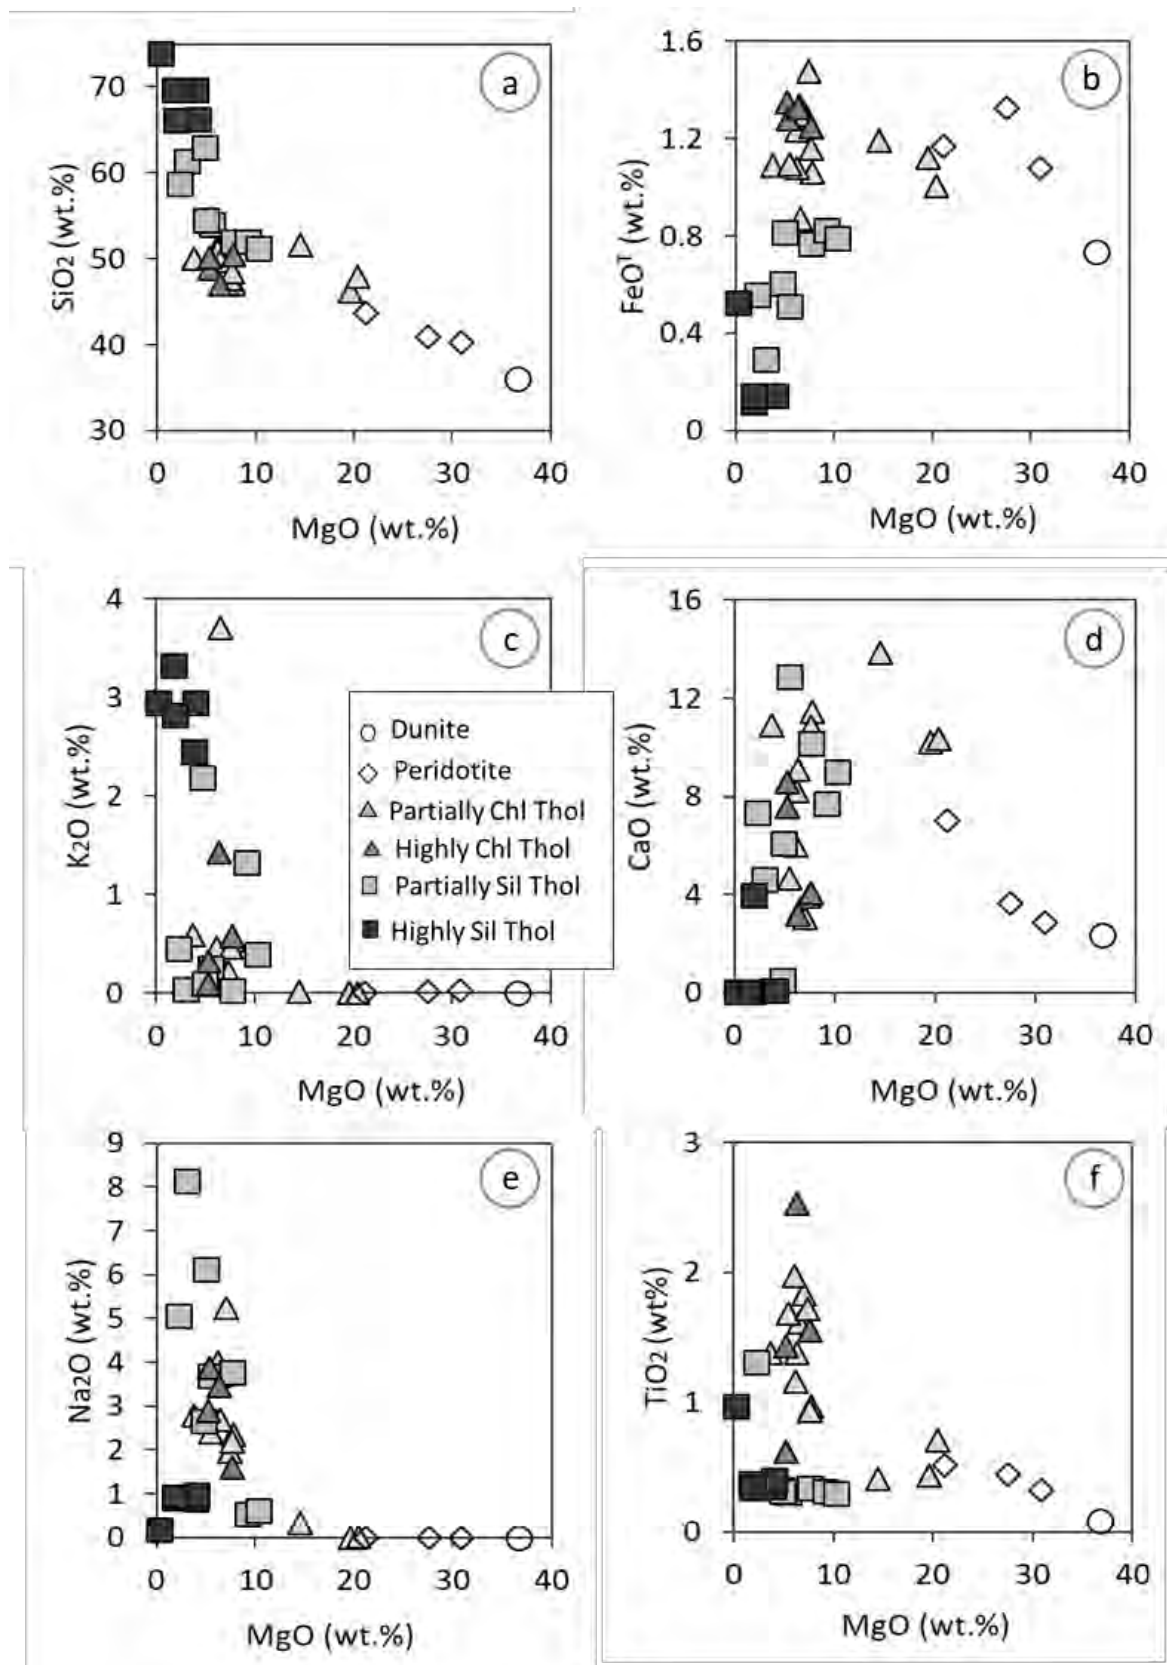 a
SiO2 (wt.%)
70
60
50
40
30
0 10 20 30 40
MgO (wt.%)
b
FeOT (wt.%)
1.6
1.2
0.8
0.4
0
0 10 20 30 40
MgO (wt.%)
c
K2O (wt.%)
4
3
2
1
0
0 10 20 30 40
MgO (wt.%)
Dunite
Peridotite
Partially Chl Thol
Highly Chl Thol
Partially Sil Thol
Highly Sil Thol
d
CaO (wt.%)
16
12
8
4
0
0 10 20 30 40
MgO (wt.%)
e
Na2O (wt.%)
9
8
7
6
5
4
3
2
1
0
0 10 20 30 40
MgO (wt.%)
f
TiO2 (wt%)
3
2
1
0
0 10 20 30 40
MgO (wt.%)